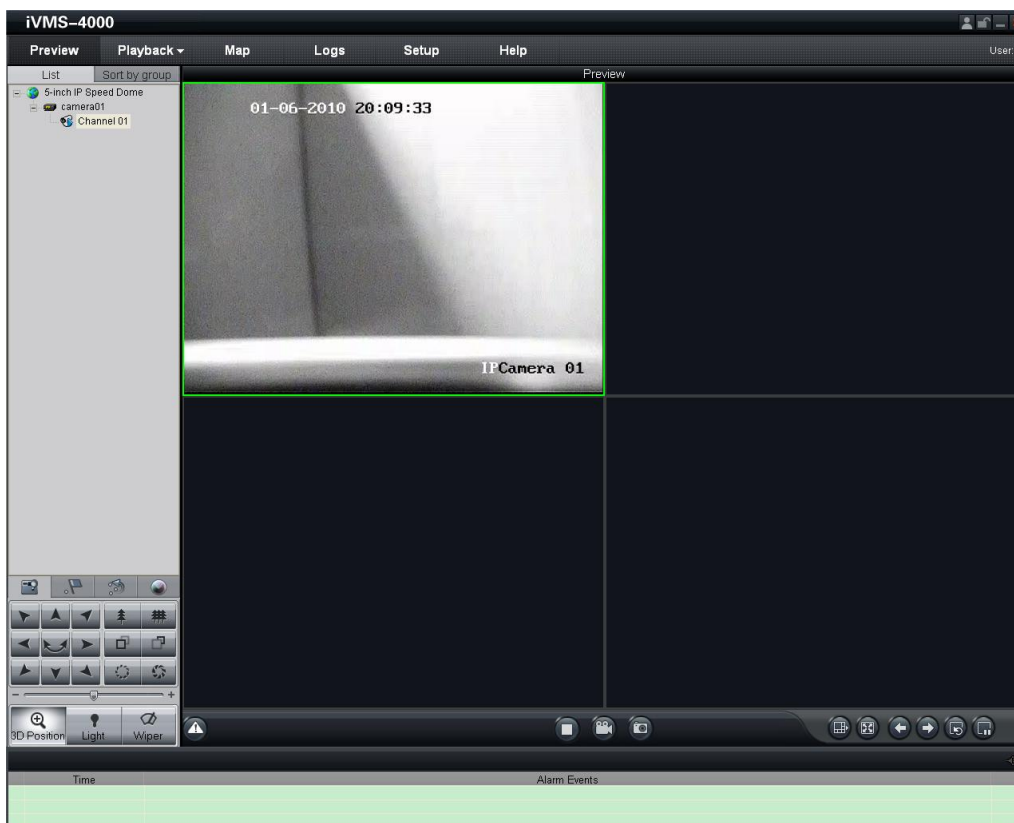 iVMS-4000
Preview Playback Map Logs Setup Help User:
List Sort by group Preview
5-inch IP Speed Dome
camera01
Channel 01
01-06-2010 20:09:33
IPCamera 01
3D Position Light Wiper
Time Alarm Events